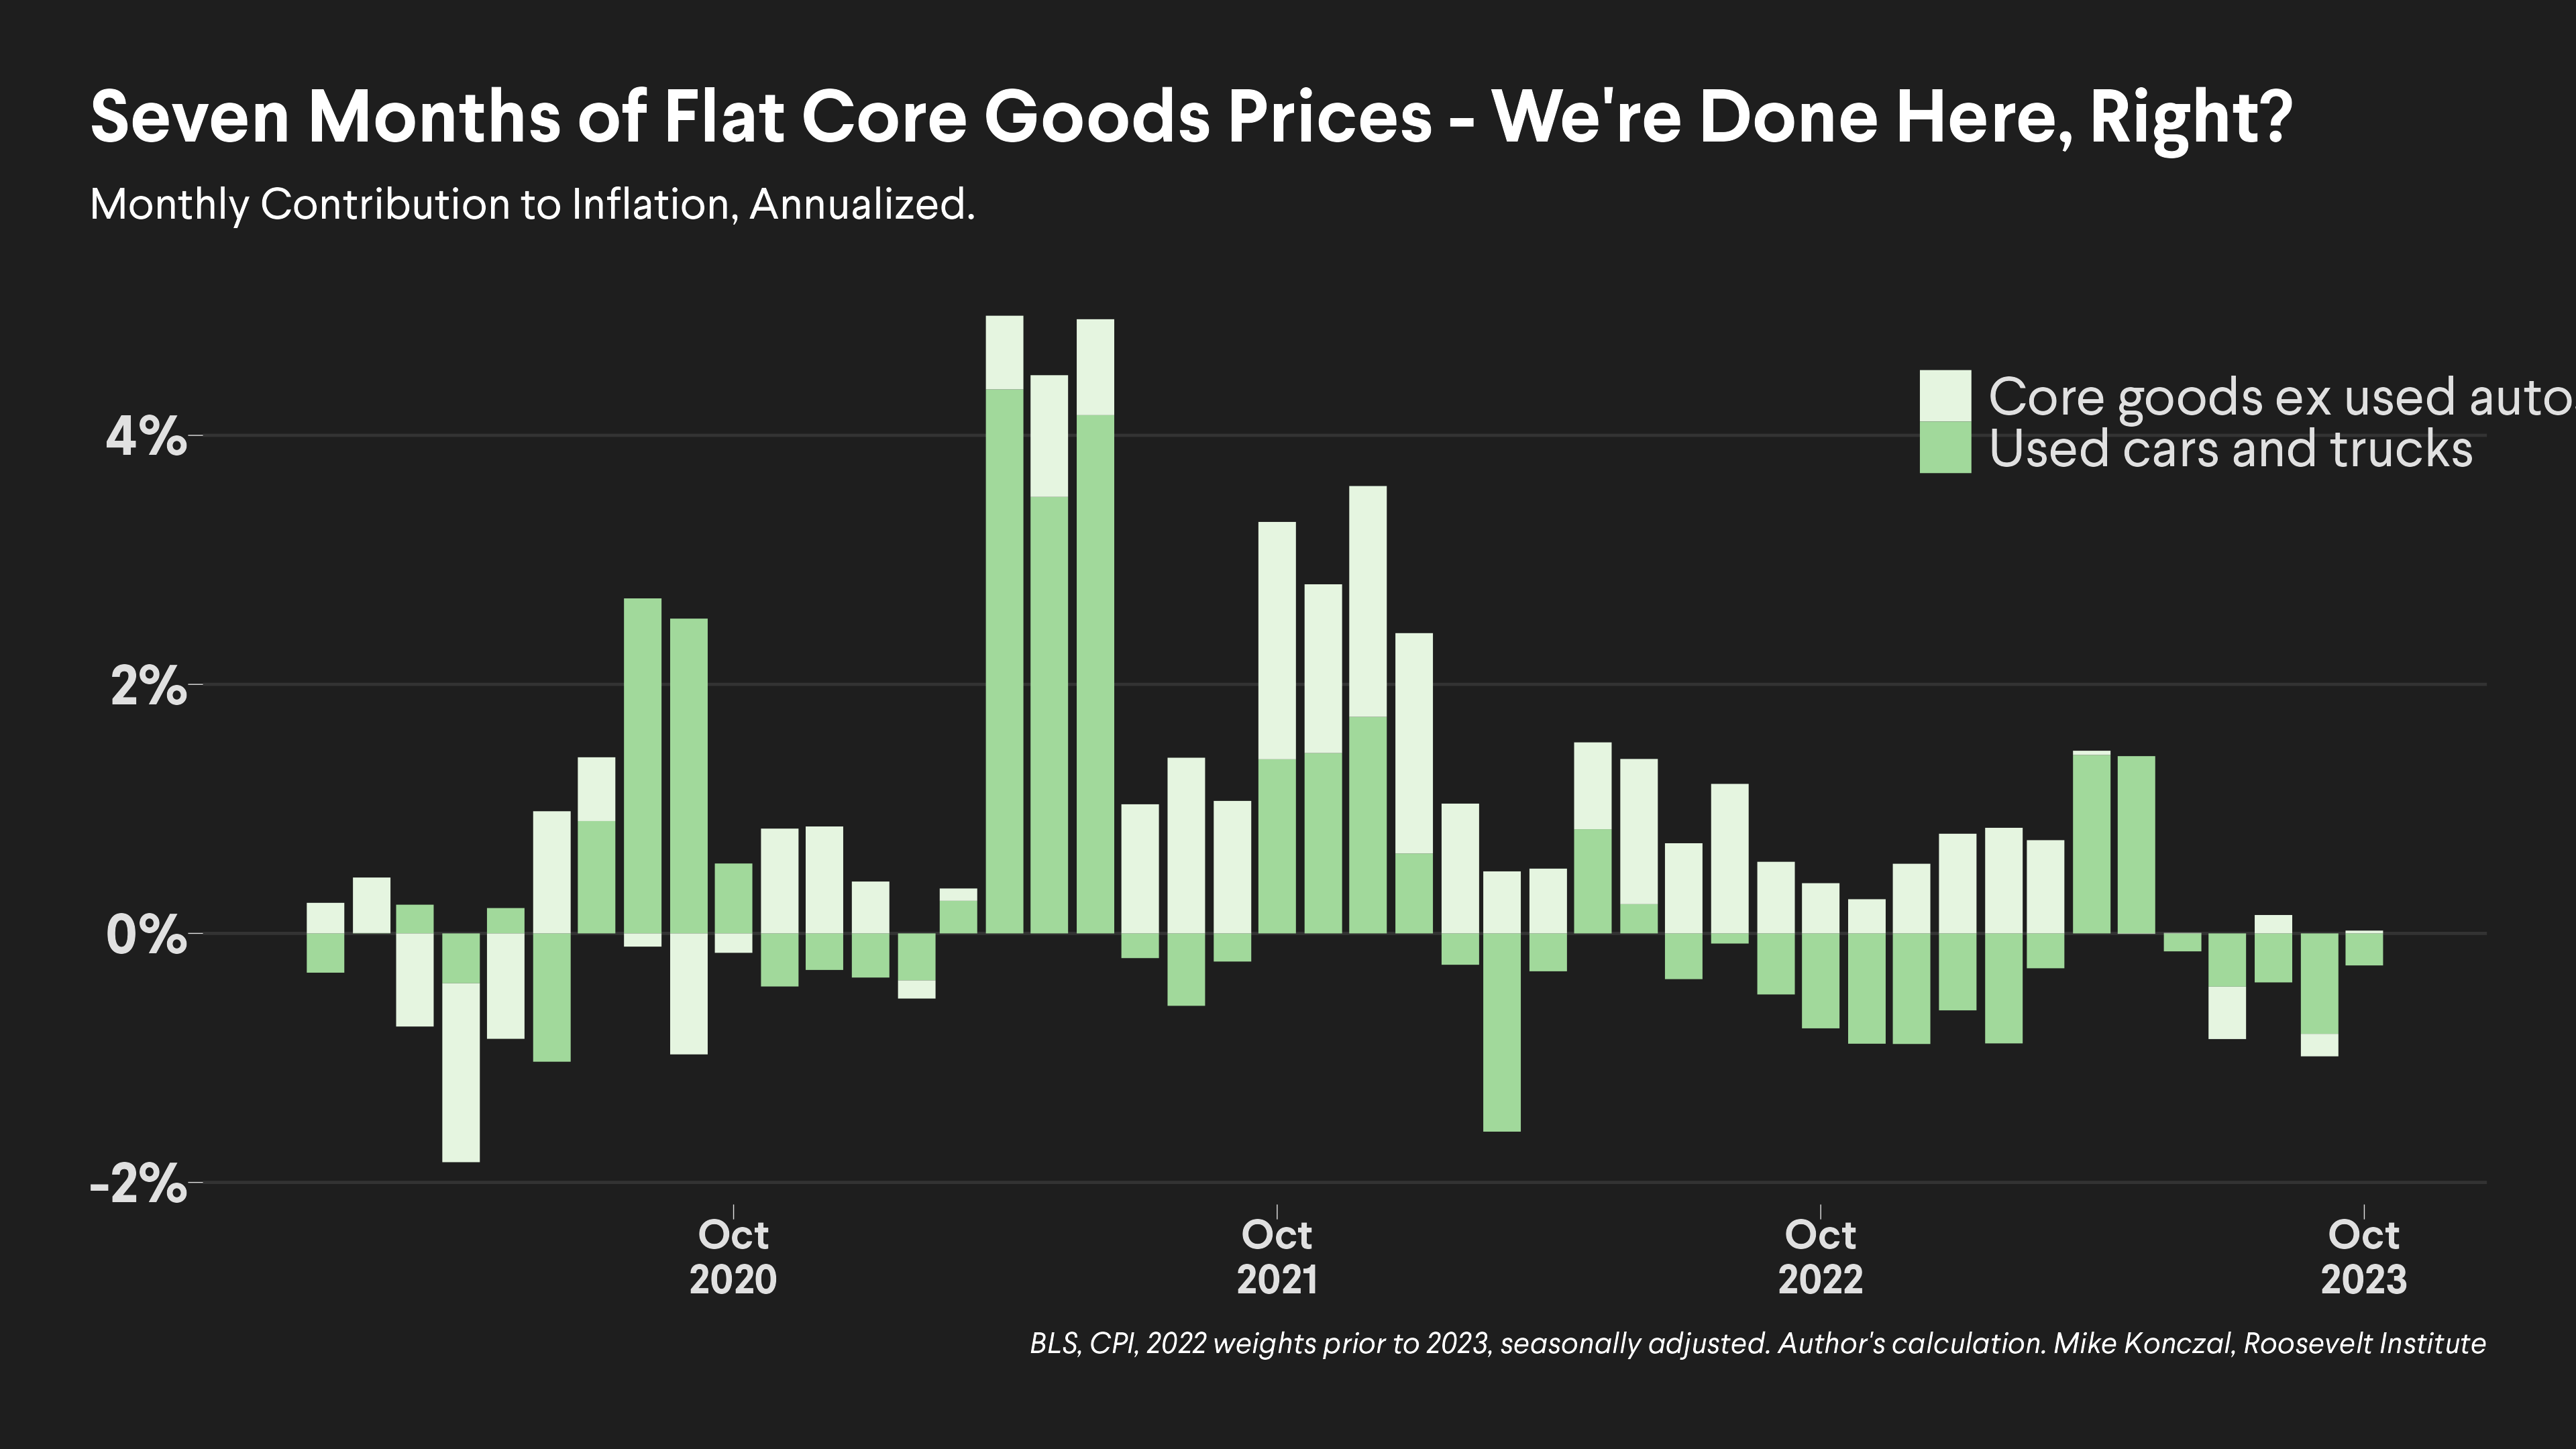 Seven Months of Flat Core Goods Prices - We're Done Here, Right?
Monthly Contribution to Inflation, Annualized.
Core goods ex used auto
Used cars and trucks
4%
2%
0%
-2%
Oct
2020
Oct
2021
Oct
2022
Oct
2023
BLS, CPI, 2022 weights prior to 2023, seasonally adjusted. Author's calculation. Mike Konczal, Roosevelt Institute